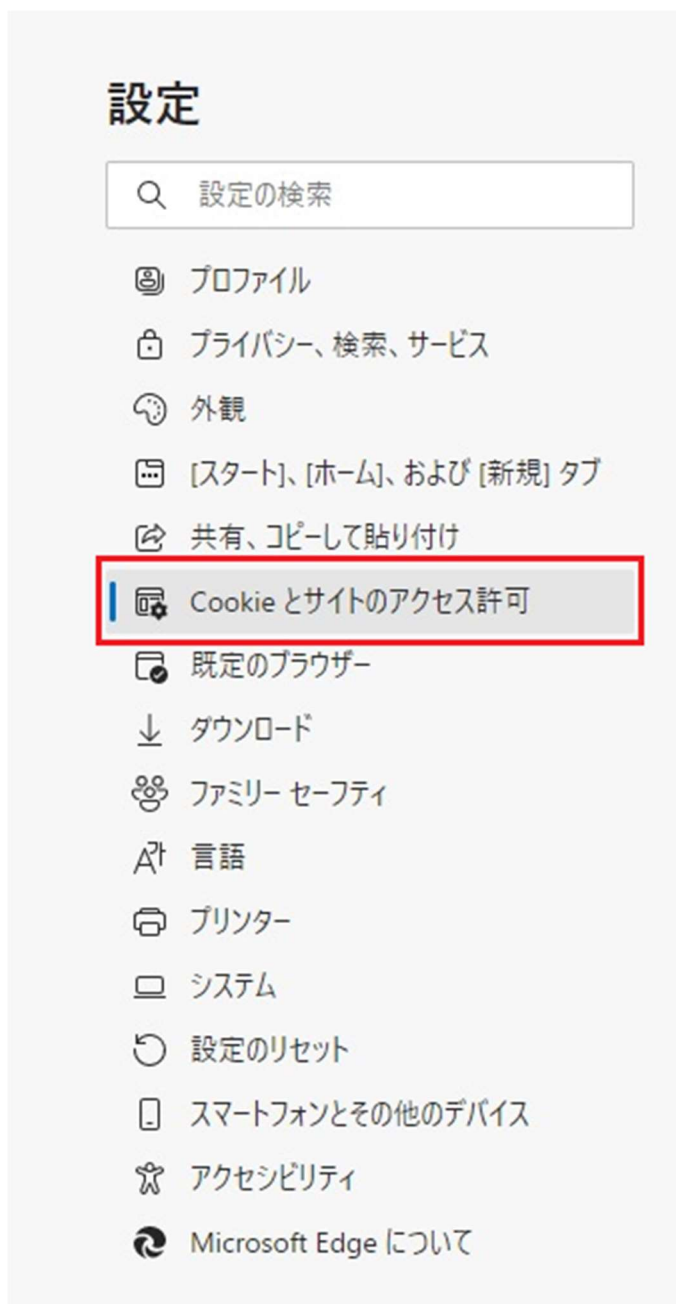 設定
設定の検索
プロファイル
プライバシー、検索、サービス
外観
[スタート]、[ホーム]、および [新規] タブ
共有、コピーして貼り付け
Cookie とサイトのアクセス許可
既定のブラウザー
ダウンロード
ファミリー セーフティ
言語
プリンター
システム
設定のリセット
スマートフォンとその他のデバイス
アクセシビリティ
Microsoft Edge について